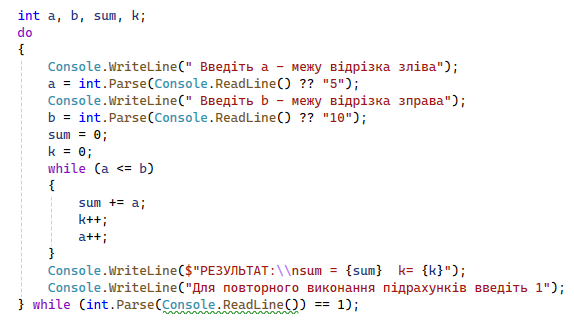 int a, b, sum, k;
do
{
    Console.WriteLine(" Введіть a – межу відрізка зліва");
    a = int.Parse(Console.ReadLine() ?? "5");
    Console.WriteLine(" Введіть b – межу відрізка зправа");
    b = int.Parse(Console.ReadLine() ?? "10");
    sum = 0;
    k = 0;
    while (a <= b)
    {
        sum += a;
        k++;
        a++;
    }
    Console.WriteLine($"РЕЗУЛЬТАТ:\\nsum = {sum}  k= {k}");
    Console.WriteLine("Для повторного виконання підрахунків введіть 1");
} while (int.Parse(Console.ReadLine()) == 1);